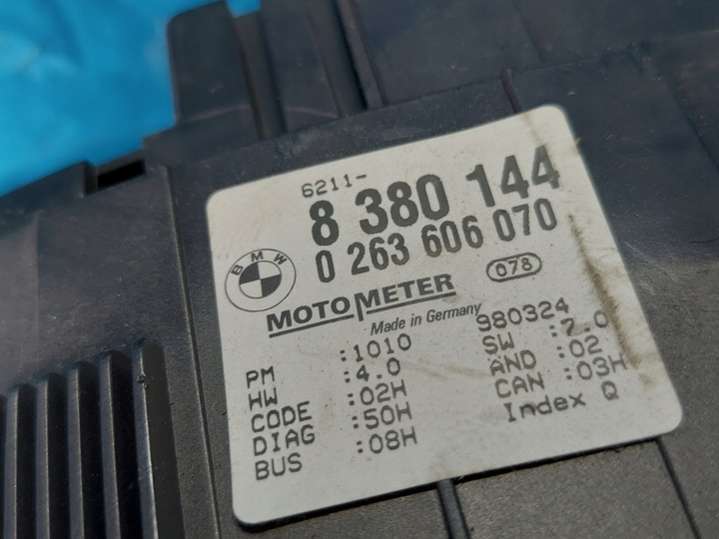 6211-
8 380 144
0 263 606 070
BMW
MOTOMETER
078
Made in Germany
980324
PM :1010
SW :7.0
HW :4.0
AND :02
CODE :02H
CAN :03H
DIAG :50H
Index Q
BUS :08H